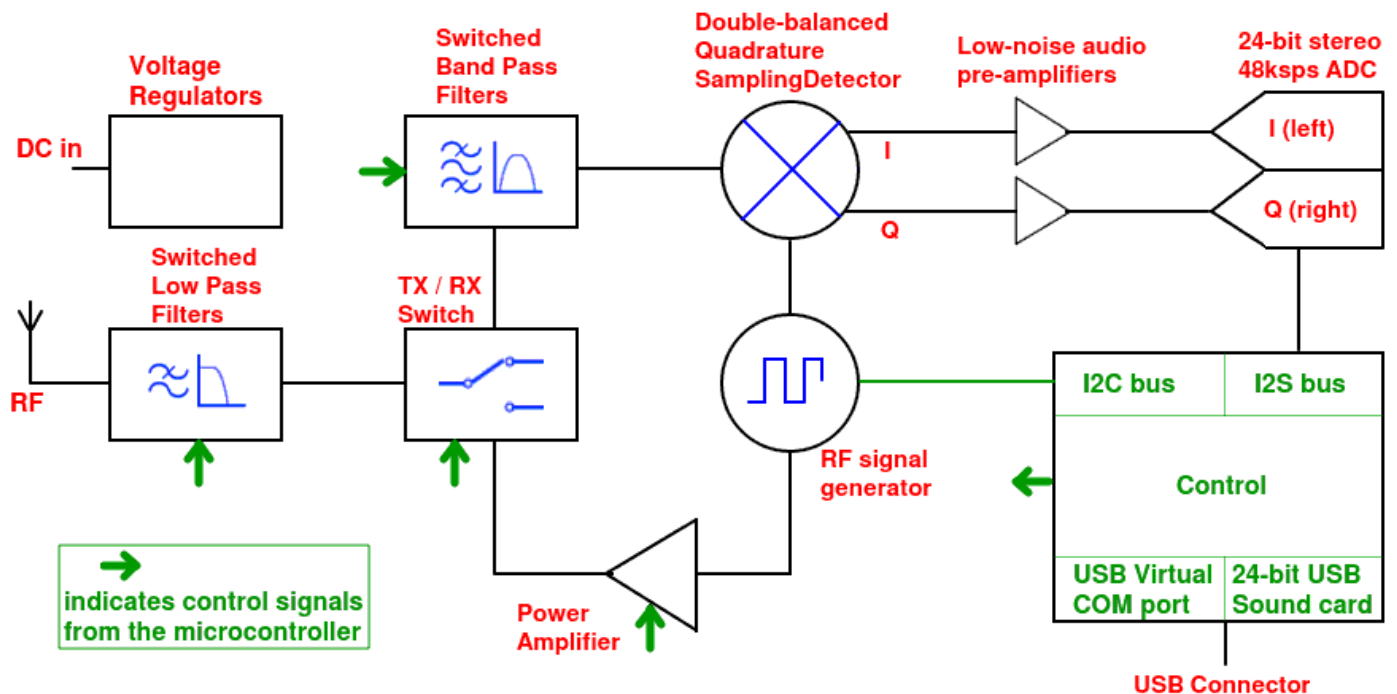 Voltage
Regulators
DC in
Switched
Band Pass
Filters
Double-balanced
Quadrature
SamplingDetector
Low-noise audio
pre-amplifiers
24-bit stereo
48ksps ADC
I
Q
I (left)
Q (right)
Switched
Low Pass
Filters
RF
TX / RX
Switch
RF signal
generator
I2C bus
I2S bus
Control
USB Virtual
COM port
24-bit USB
Sound card
USB Connector
Power
Amplifier
indicates control signals
from the microcontroller